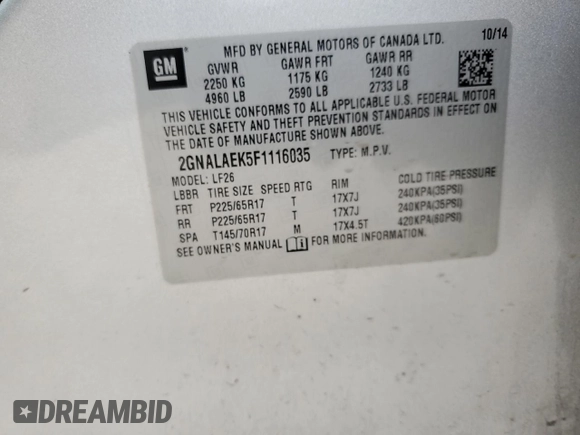 GM
MFD BY GENERAL MOTORS OF CANADA LTD.
10/14
GVWR GAWR FRT GAWR RR
2250 KG 1175 KG 1240 KG
4960 LB 2590 LB 2733 LB
THIS VEHICLE CONFORMS TO ALL APPLICABLE U.S. FEDERAL MOTOR
VEHICLE SAFETY AND THEFT PREVENTION STANDARDS IN EFFECT ON
THE DATE OF MANUFACTURE SHOWN ABOVE.
2GNALAEK5F1116035 TYPE: M.P.V.
MODEL: LF26
LBBR TIRE SIZE SPEED RTG RIM COLD TIRE PRESSURE
FRT P225/65R17 T 17X7J 240KPA(35PSI)
RR P225/65R17 T 17X7J 240KPA(35PSI)
SPA T145/70R17 M 17X4.5T 420KPA(60PSI)
SEE OWNER'S MANUAL FOR MORE INFORMATION.
DREAMBID